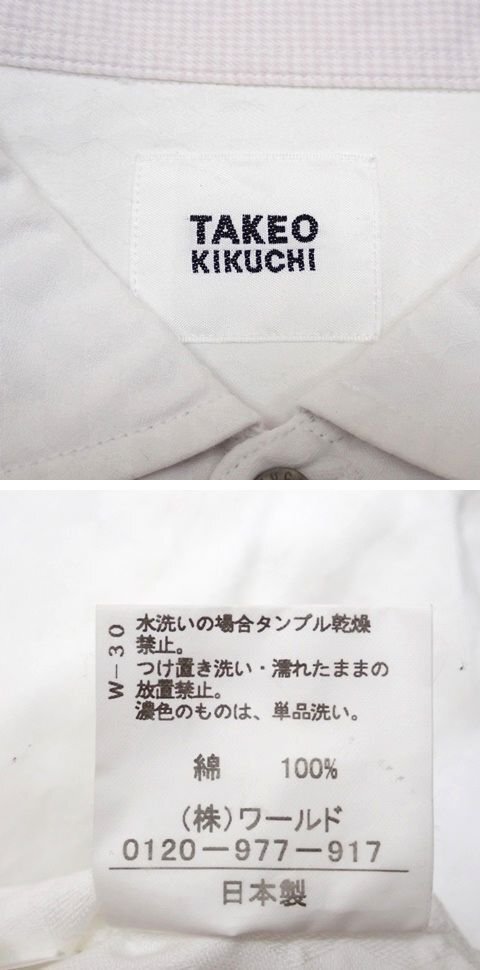 TAKEO
KIKUCHI
W-30
水洗いの場合タンブル乾燥
禁止。
つけ置き洗い・濡れたままの
放置禁止。
濃色のものは、単品洗い。
綿 100%
(株)ワールド
0120-977-917
日本製